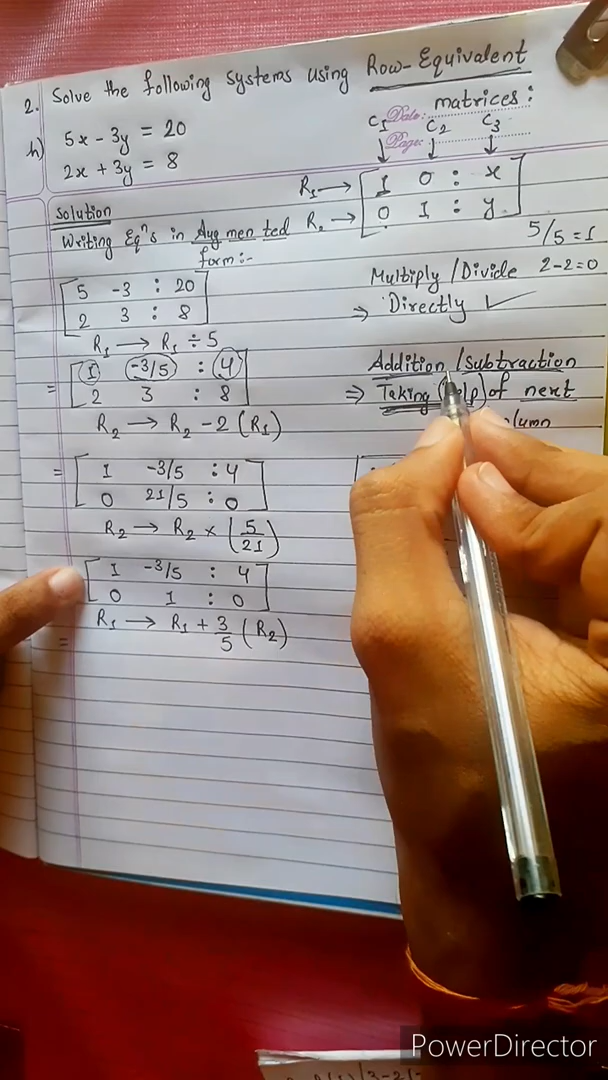 2. Solve the following systems using Row-Equivalent
matrices:
h) 5x - 3y = 20
2x + 3y = 8
Date:
Page:
C1 C2 C3
R1 → [1 0 : x]
R2 → [0 1 : y]
Solution
Writing Eqns in Augmented
form:-
[5 -3 : 20]
[2 3 : 8]
R1 → R1 ÷ 5
= [1 -3/5 : 4]
[2 3 : 8]
R2 → R2 - 2 (R1)
= [1 -3/5 : 4]
[0 21/5 : 0]
R2 → R2 × (5/21)
[1 -3/5 : 4]
[0 1 : 0]
R1 → R1 + 3/5 (R2)
=
5/5 = 1
Multiply /Divide 2-2=0
⇒ Directly ✓
Addition /Subtraction
⇒ Taking of next
PowerDirector